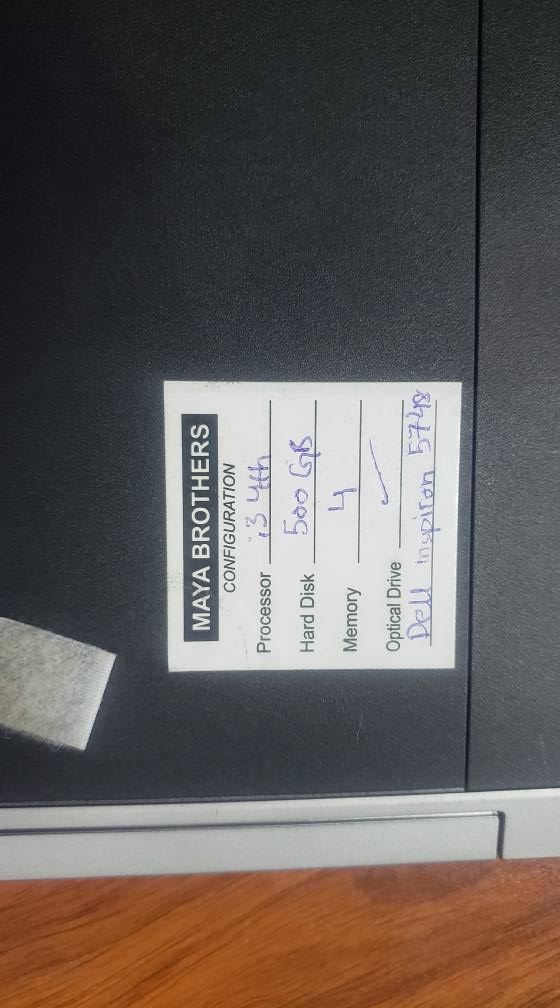 MAYA BROTHERS
CONFIGURATION
Processor i3 4th
Hard Disk 500 GB
Memory 4
Optical Drive ✓
Dell inspiron 5748